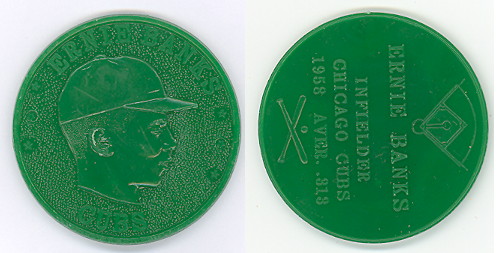 ERNIE BANKS
CUBS
ERNIE BANKS
INFIELDER
CHICAGO CUBS
1958 AVER. .313